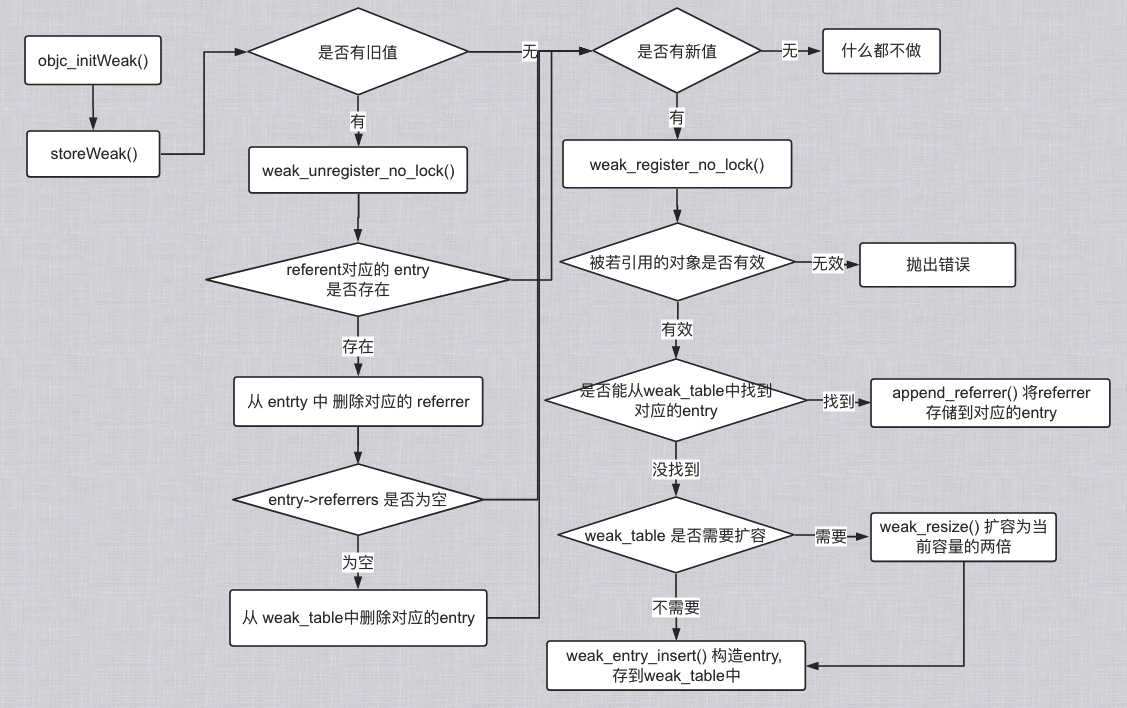 objc_initWeak()
storeWeak()
是否有旧值
无
有
weak_unregister_no_lock()
referent对应的 entry
是否存在
存在
从 entrty 中 删除对应的 referrer
entry->referrers 是否为空
为空
从 weak_table中删除对应的entry
是否有新值
无
什么都不做
有
weak_register_no_lock()
被若引用的对象是否有效
无效
抛出错误
有效
是否能从weak_table中找到
对应的entry
找到
append_referrer() 将referrer
存储到对应的entry
没找到
weak_table 是否需要扩容
需要
weak_resize() 扩容为当
前容量的两倍
不需要
weak_entry_insert() 构造entry,
存到weak_table中